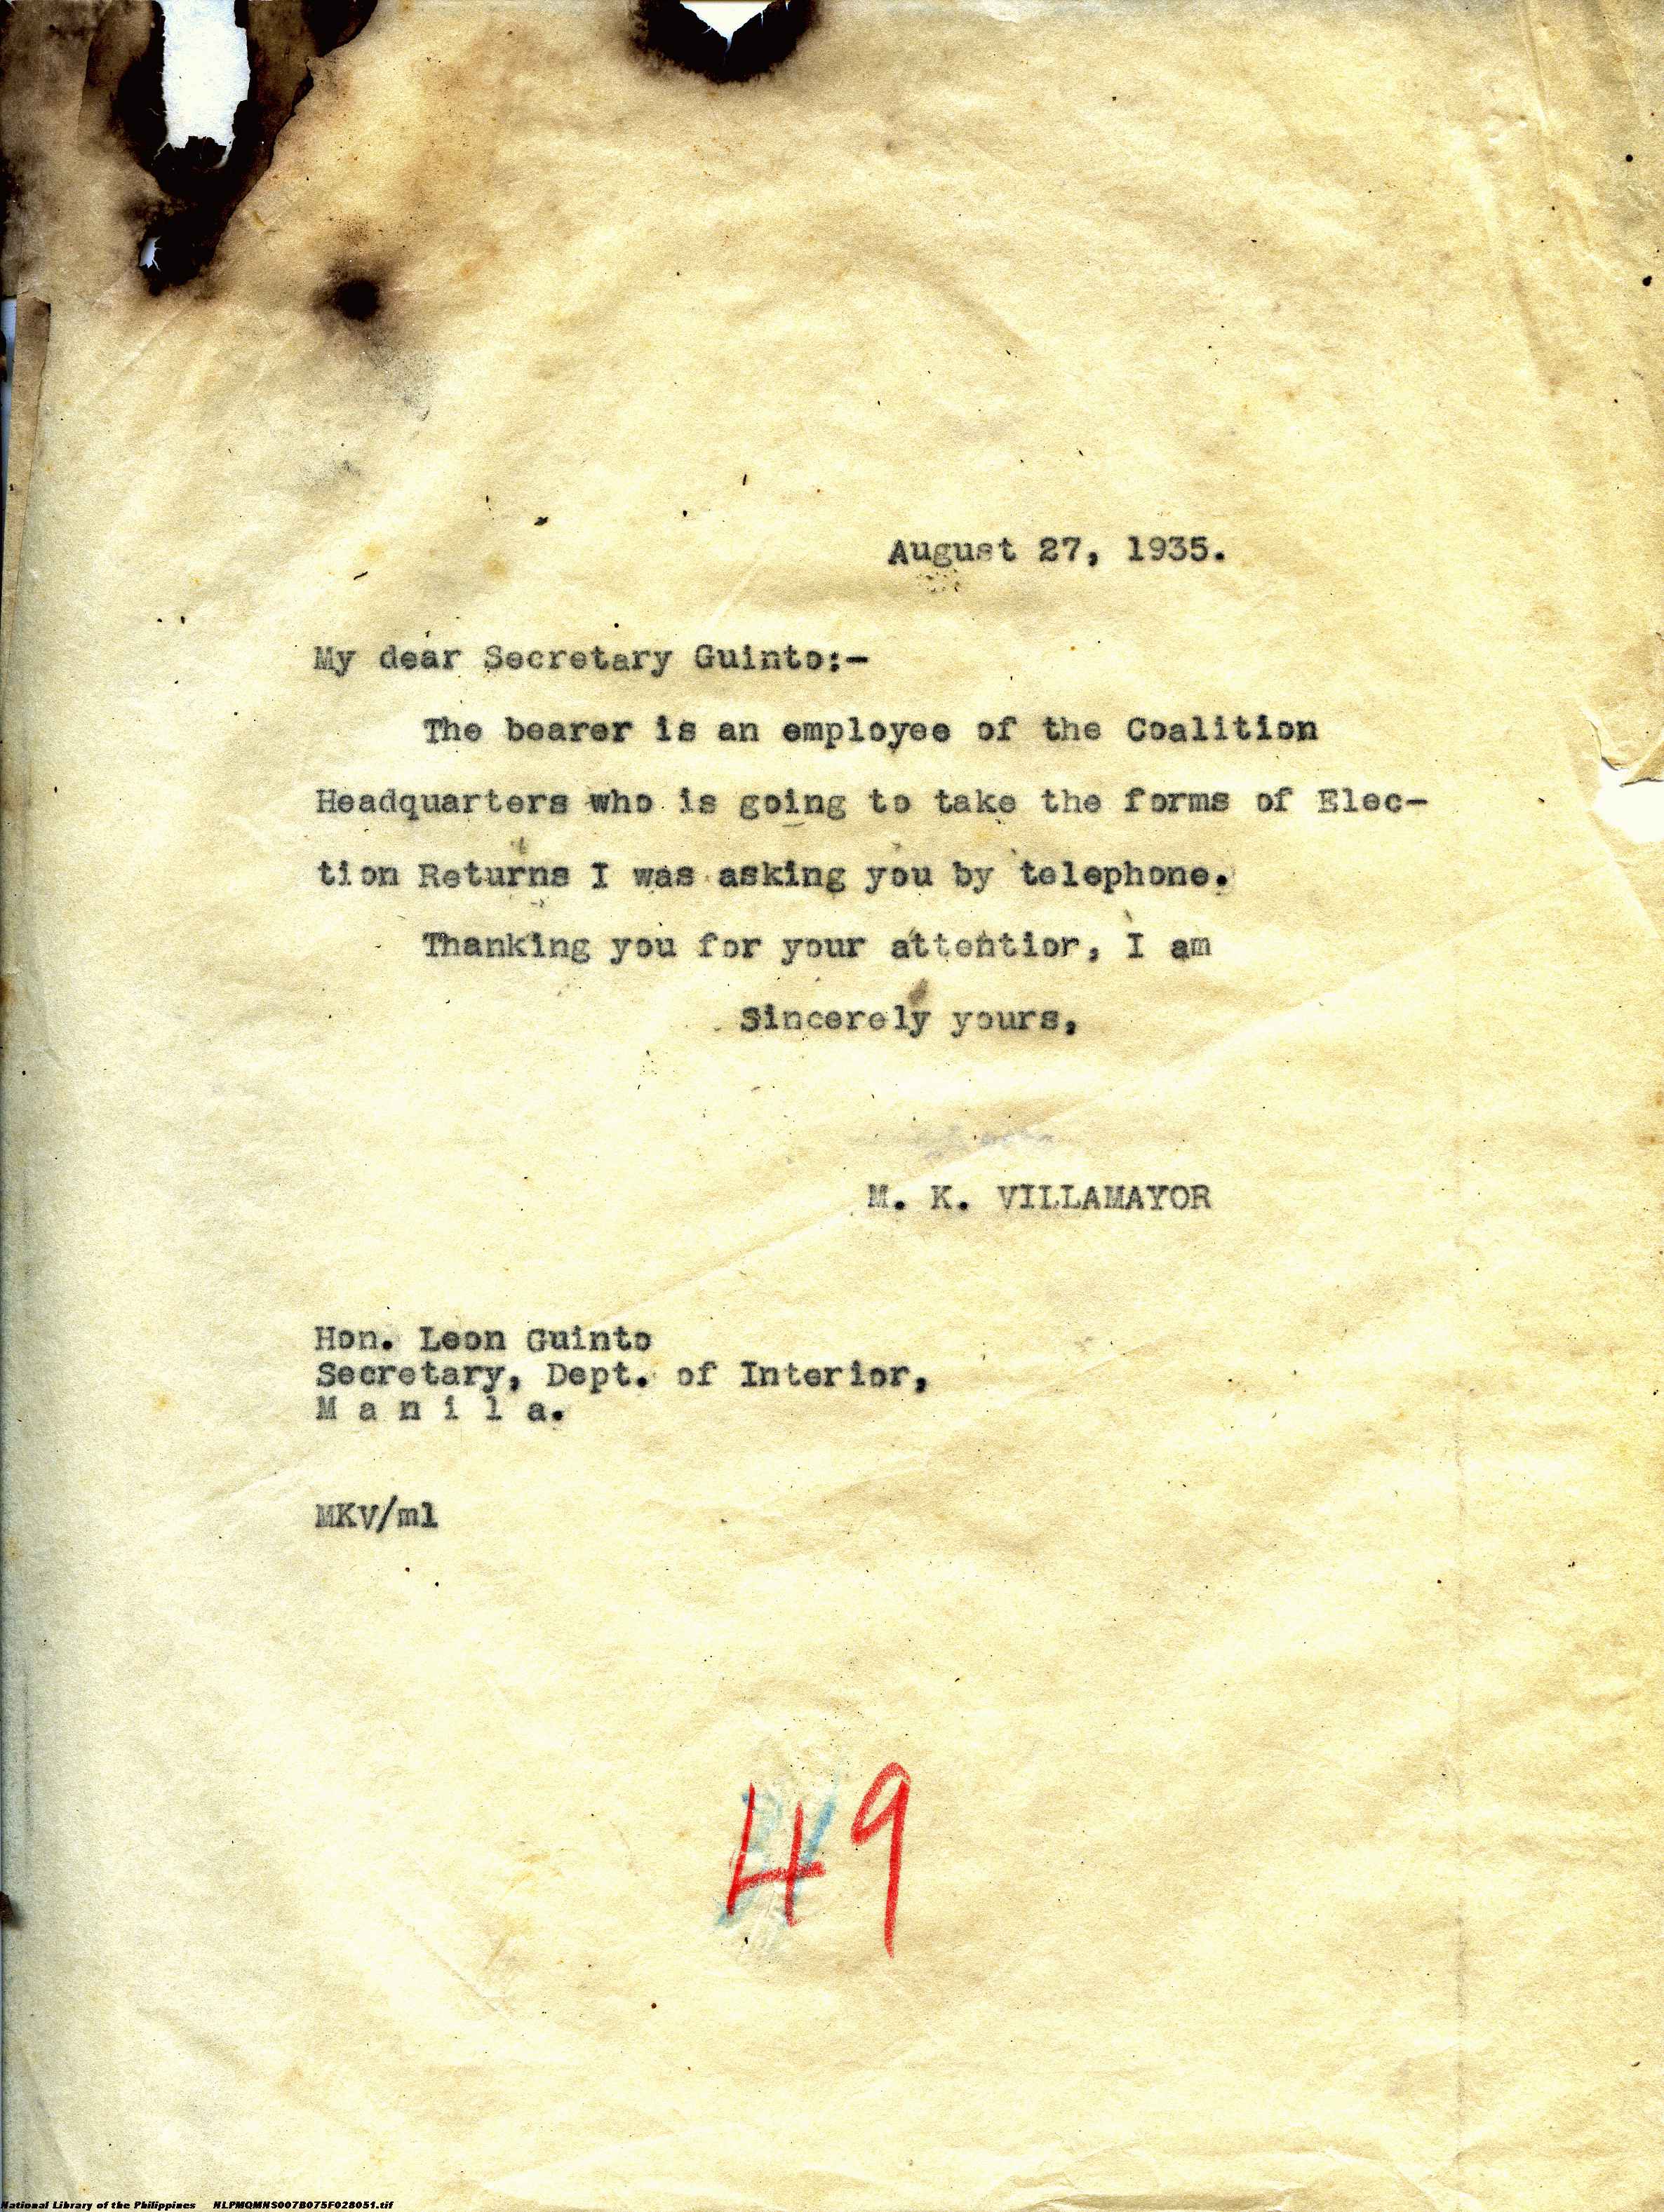 August 27, 1935.
My dear Secretary Guinto:-
The bearer is an employee of the Coalition
Headquarters who is going to take the forms of Elec-
tion Returns I was asking you by telephone.
Thanking you for your attention, I am
Sincerely yours,
M. K. VILLAMAYOR
Hon. Leon Guinto
Secretary, Dept. of Interior,
M a n i l a.
MKV/ml
49
National Library of the Philippines NLPMQMNS007B075F028051.tif